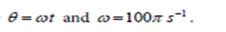 θ = ωt and ω=100π s⁻¹.